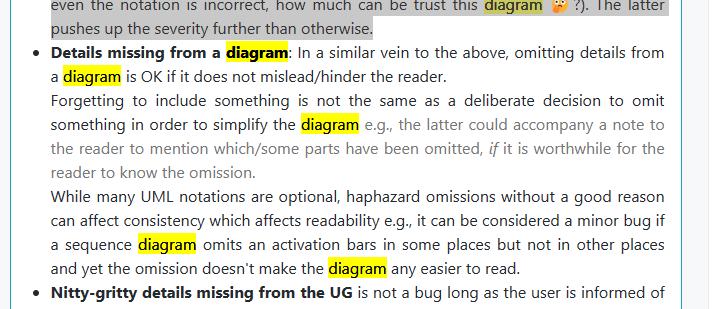 even the notation is incorrect, how much can be trust this diagram 🤔 ?). The latter
pushes up the severity further than otherwise.
• Details missing from a diagram: In a similar vein to the above, omitting details from
a diagram is OK if it does not mislead/hinder the reader.
Forgetting to include something is not the same as a deliberate decision to omit
something in order to simplify the diagram e.g., the latter could accompany a note to
the reader to mention which/some parts have been omitted, if it is worthwhile for the
reader to know the omission.
While many UML notations are optional, haphazard omissions without a good reason
can affect consistency which affects readability e.g., it can be considered a minor bug if
a sequence diagram omits an activation bars in some places but not in other places
and yet the omission doesn't make the diagram any easier to read.
• Nitty-gritty details missing from the UG is not a bug long as the user is informed of